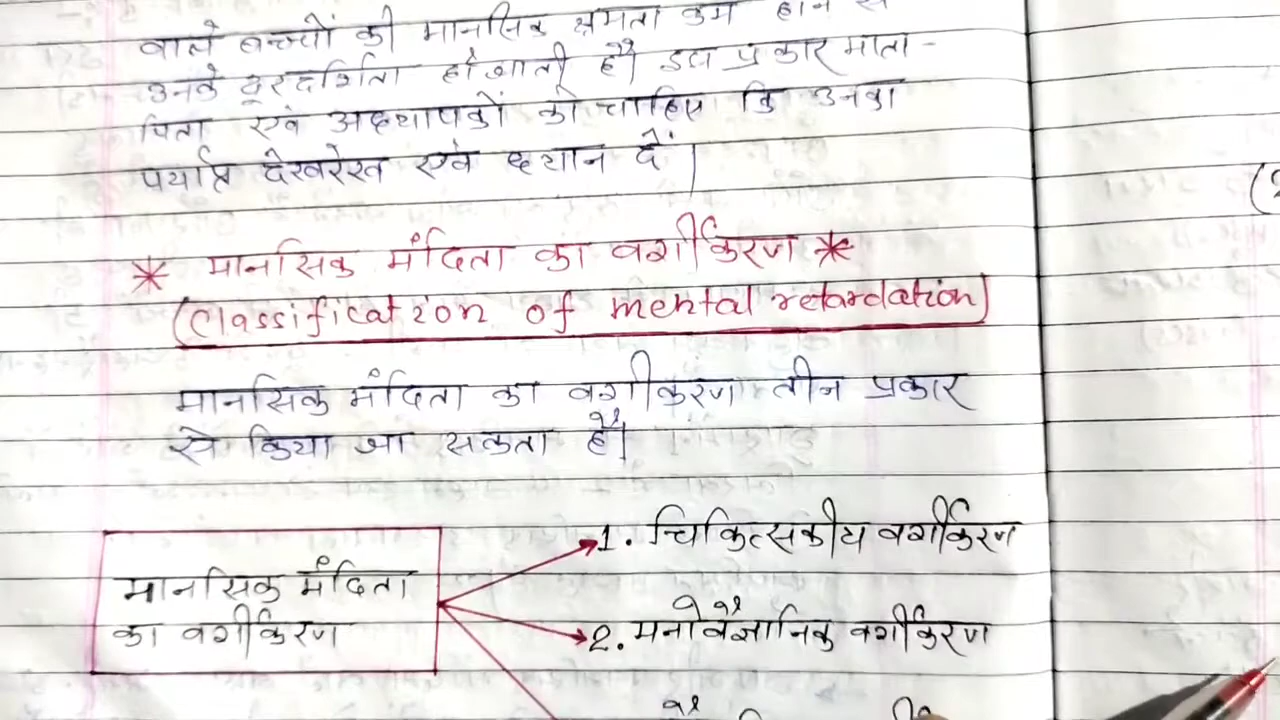 वाले बच्चों की मानसिक क्षमता कम होने से
उनके दूरदर्शिता हो जाती है। इस प्रकार माता -
पिता एवं अध्यापकों को चाहिए कि उनका
पर्याप्त देखरेख एवं ध्यान दें।
* मानसिक मंदिता का वर्गीकरण *
(Classification of mental retardation)
मानसिक मंदिता का वर्गीकरण तीन प्रकार
से किया जा सकता है।
मानसिक मंदिता
का वर्गीकरण
1. चिकित्सकीय वर्गीकरण
2. मनोवैज्ञानिक वर्गीकरण